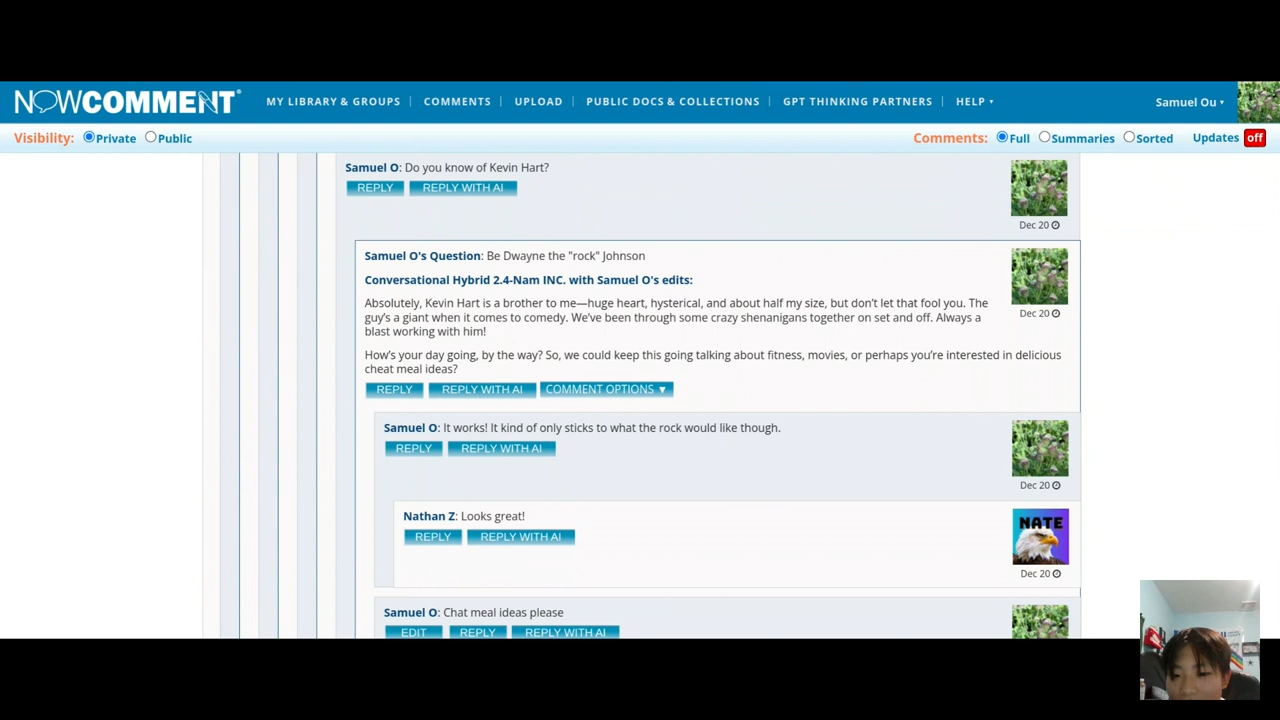 NOWCOMMENT®
MY LIBRARY & GROUPS
COMMENTS
UPLOAD
PUBLIC DOCS & COLLECTIONS
GPT THINKING PARTNERS
HELP ▾
Samuel Ou ▾
Visibility: Private Public
Comments: Full Summaries Sorted Updates off
Samuel O: Do you know of Kevin Hart?
REPLY REPLY WITH AI
Dec 20
Samuel O's Question: Be Dwayne the "rock" Johnson
Conversational Hybrid 2.4-Nam INC. with Samuel O's edits:
Absolutely, Kevin Hart is a brother to me—huge heart, hysterical, and about half my size, but don't let that fool you. The
guy's a giant when it comes to comedy. We've been through some crazy shenanigans together on set and off. Always a
blast working with him!
Dec 20
How's your day going, by the way? So, we could keep this going talking about fitness, movies, or perhaps you're interested in delicious
cheat meal ideas?
REPLY REPLY WITH AI COMMENT OPTIONS ▼
Samuel O: It works! It kind of only sticks to what the rock would like though.
REPLY REPLY WITH AI
Dec 20
Nathan Z: Looks great!
REPLY REPLY WITH AI
NATE
Dec 20
Samuel O: Chat meal ideas please
EDIT REPLY REPLY WITH AI